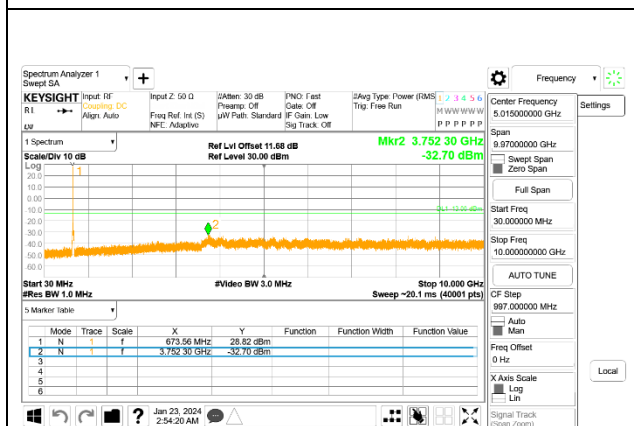 Spectrum Analyzer 1
Swept SA
+
Frequency
KEYSIGHT
Input: RF
Coupling: DC
Align: Auto
Input Z: 50 Ω
Freq Ref: Int (S)
NFE: Adaptive
#Atten: 30 dB
Preamp: Off
µW Path: Standard
PNO: Fast
Gate: Off
IF Gain: Low
Sig Track: Off
#Avg Type: Power (RMS
Trig: Free Run
1 2 3 4 5 6
M W W W W W
P P P P P P
1 Spectrum
Scale/Div 10 dB
Ref Lvl Offset 11.68 dB
Ref Level 30.00 dBm
Mkr2 3.752 30 GHz
-32.70 dBm
Log
20.0
10.0
0.00
-10.0
-20.0
-30.0
-40.0
-50.0
-60.0
1
2
Start 30 MHz
#Res BW 1.0 MHz
#Video BW 3.0 MHz
Stop 10.000 GHz
Sweep ~20.1 ms (40001 pts)
5 Marker Table
Mode Trace Scale X Y Function Function Width Function Value
1 N 1 f 673.56 MHz 28.82 dBm
2 N 1 f 3.752 30 GHz -32.70 dBm
3
4
5
6
Jan 23, 2024
2:54:20 AM
Center Frequency
5.015000000 GHz
Span
9.97000000 GHz
Swept Span
Zero Span
Full Span
Start Freq
30.000000 MHz
Stop Freq
10.000000000 GHz
AUTO TUNE
CF Step
997.000000 MHz
Auto
Man
Freq Offset
0 Hz
X Axis Scale
Log
Lin
Signal Track
(Span Zoom)
Settings
Local